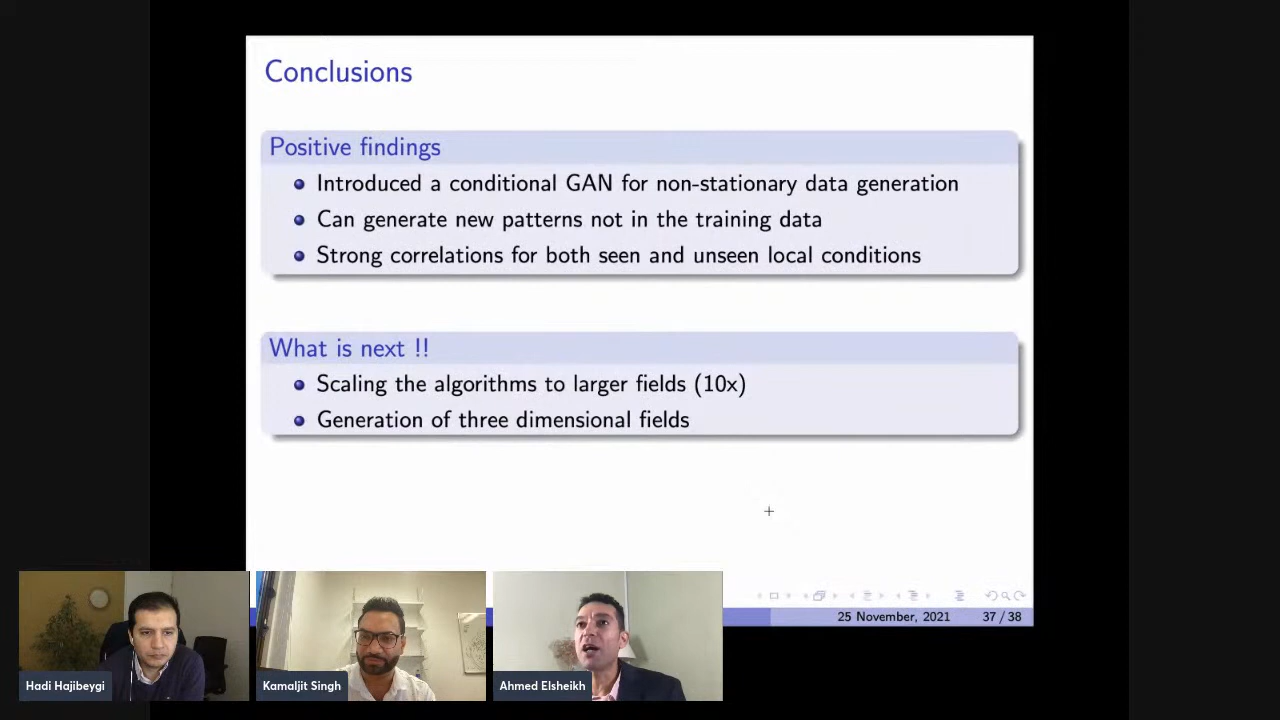 Conclusions
Positive findings
Introduced a conditional GAN for non-stationary data generation
Can generate new patterns not in the training data
Strong correlations for both seen and unseen local conditions
What is next !!
Scaling the algorithms to larger fields (10x)
Generation of three dimensional fields
25 November, 2021 37 / 38
Hadi Hajibeygi
Kamaljit Singh
Ahmed Elsheikh